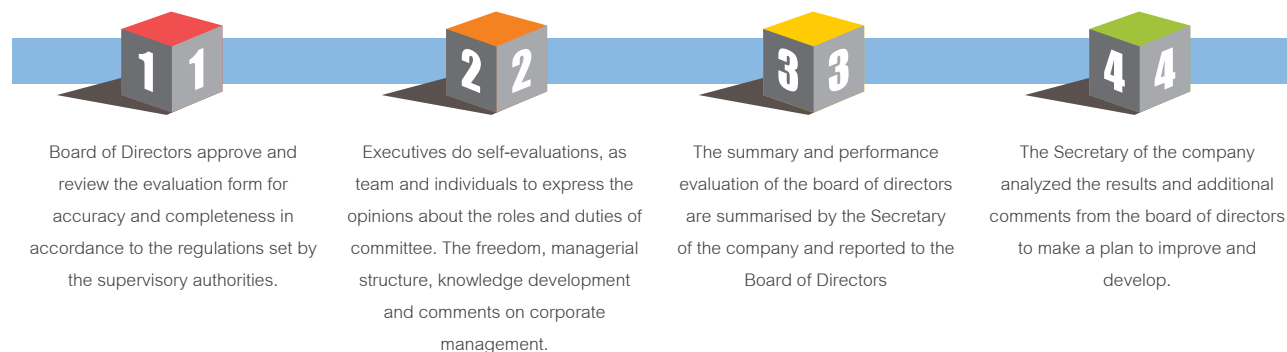 1 1
Board of Directors approve and
review the evaluation form for
accuracy and completeness in
accordance to the regulations set by
the supervisory authorities.
2 2
Executives do self-evaluations, as
team and individuals to express the
opinions about the roles and duties of
committee. The freedom, managerial
structure, knowledge development
and comments on corporate
management.
3 3
The summary and performance
evaluation of the board of directors
are summarised by the Secretary
of the company and reported to the
Board of Directors
4 4
The Secretary of the company
analyzed the results and additional
comments from the board of directors
to make a plan to improve and
develop.